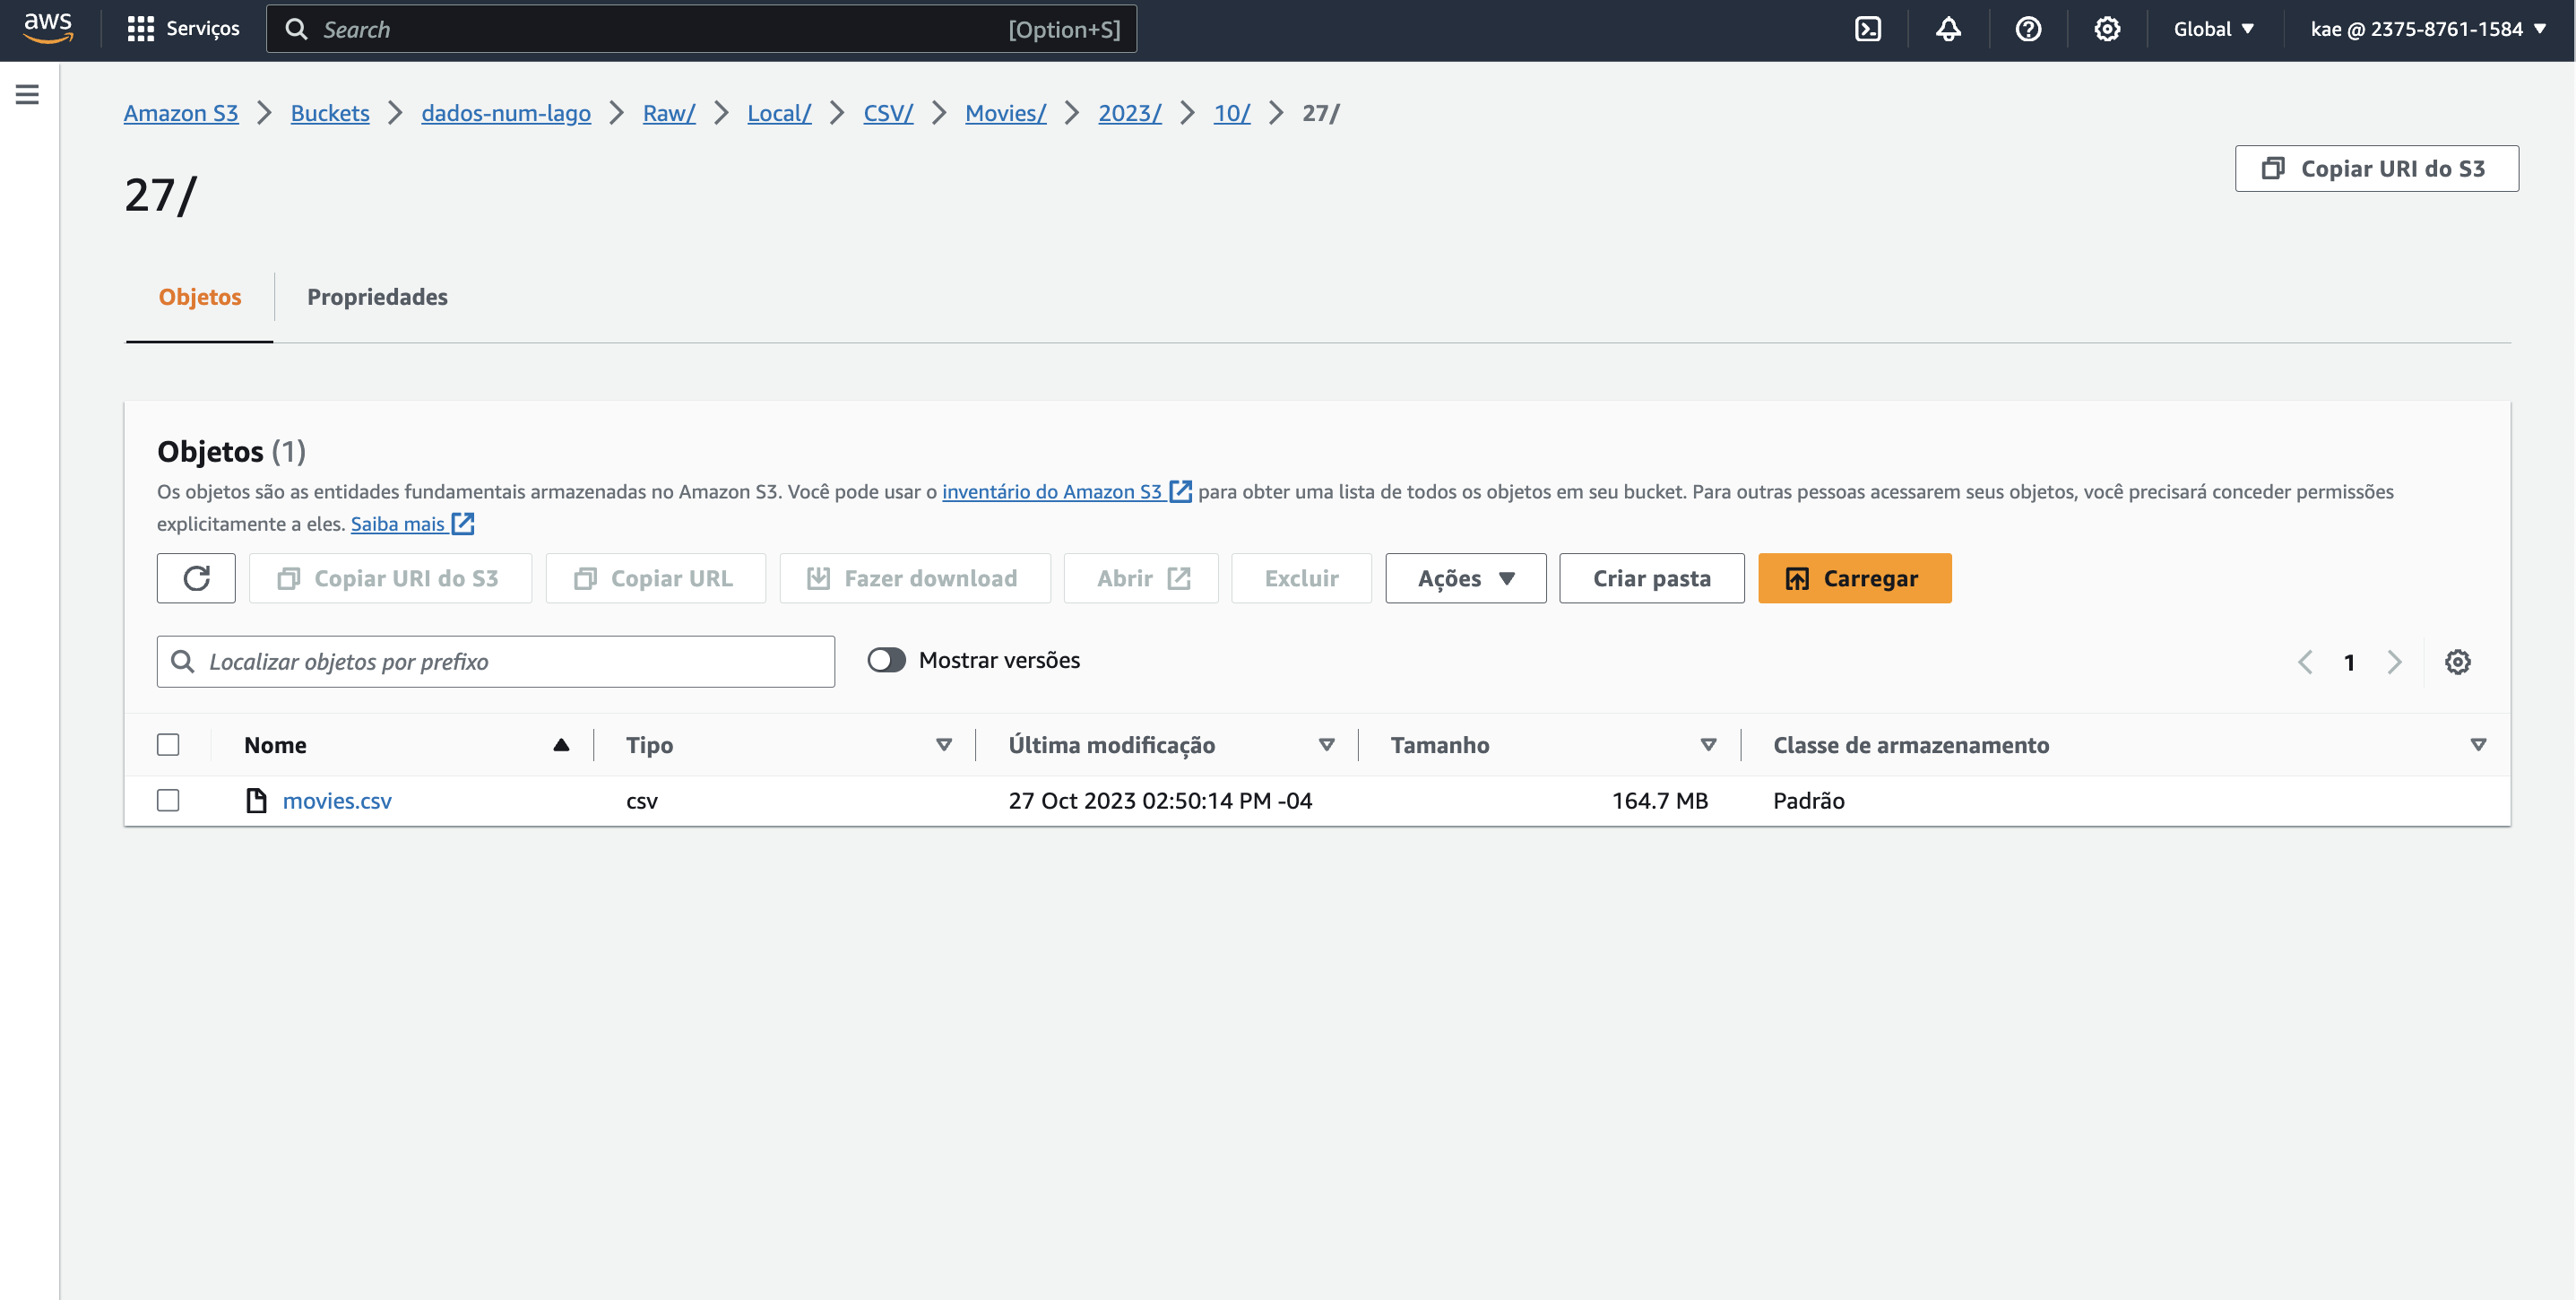 aws Serviços Search [Option+S] Global kae @ 2375-8761-1584
Amazon S3 Buckets dados-num-lago Raw/ Local/ CSV/ Movies/ 2023/ 10/ 27/
27/
Copiar URI do S3
Objetos Propriedades
Objetos (1)
Os objetos são as entidades fundamentais armazenadas no Amazon S3. Você pode usar o inventário do Amazon S3 para obter uma lista de todos os objetos em seu bucket. Para outras pessoas acessarem seus objetos, você precisará conceder permissões
explicitamente a eles. Saiba mais
Copiar URI do S3 Copiar URL Fazer download Abrir Excluir Ações Criar pasta Carregar
Localizar objetos por prefixo Mostrar versões 1
Nome Tipo Última modificação Tamanho Classe de armazenamento
movies.csv csv 27 Oct 2023 02:50:14 PM -04 164.7 MB Padrão